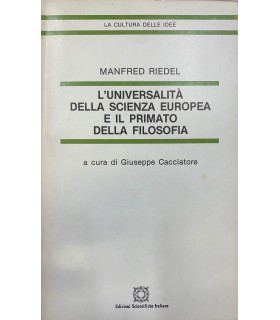 LA CULTURA DELLE IDEE
MANFRED RIEDEL
L'UNIVERSALITÀ
DELLA SCIENZA EUROPEA
E IL PRIMATO
DELLA FILOSOFIA
a cura di Giuseppe Cacciatore
Edizioni Scientifiche Italiane